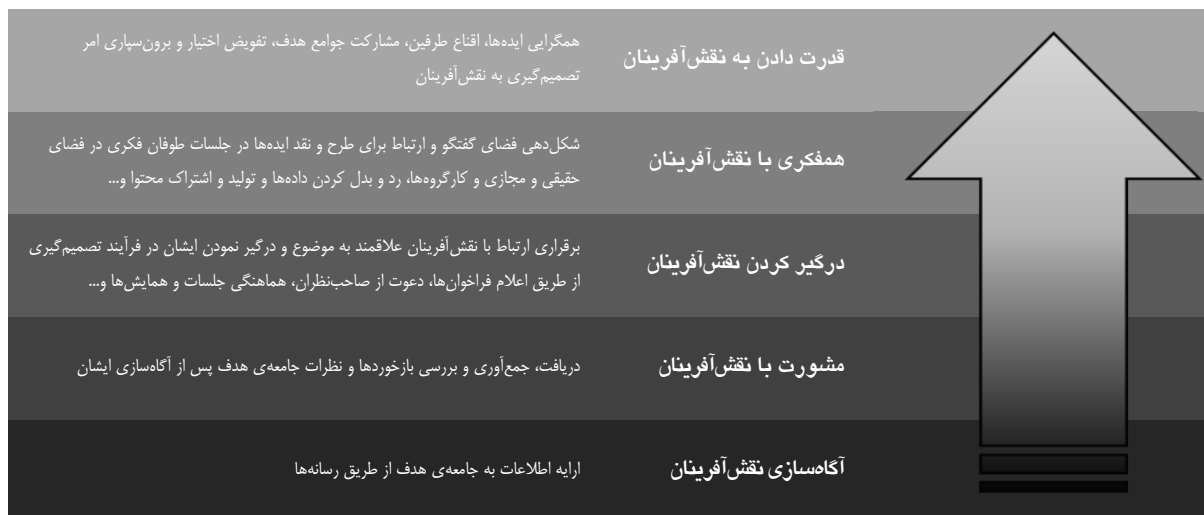 قدرت دادن به نقش‌آفرینان
همگرایی ایده‌ها، اقناع طرفین، مشارکت جوامع هدف، تفویض اختیار و برون‌سپاری امر
تصمیم‌گیری به نقش‌آفرینان
همفکری با نقش‌آفرینان
شکل‌دهی فضای گفتگو و ارتباط برای طرح و نقد ایده‌ها در جلسات طوفان فکری در فضای
حقیقی و مجازی و کارگروه‌ها، رد و بدل کردن داده‌ها و تولید و اشتراک محتوا و...
درگیر کردن نقش‌آفرینان
برقراری ارتباط با نقش‌آفرینان علاقمند به موضوع و درگیر نمودن ایشان در فرآیند تصمیم‌گیری
از طریق اعلام فراخوان‌ها، دعوت از صاحب‌نظران، هماهنگی جلسات و همایش‌ها و...
مشورت با نقش‌آفرینان
دریافت، جمع‌آوری و بررسی بازخوردها و نظرات جامعه‌ی هدف پس از آگاه‌سازی ایشان
آگاه‌سازی نقش‌آفرینان
ارایه اطلاعات به جامعه‌ی هدف از طریق رسانه‌ها